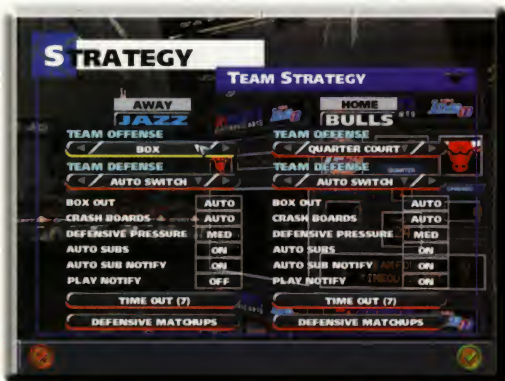 STRATEGY
TEAM STRATEGY
AWAY
JAZZ
TEAM OFFENSE
BOX
TEAM DEFENSE
AUTO SWITCH
BOX OUT AUTO
CRASH BOARDS AUTO
DEFENSIVE PRESSURE MED
AUTO SUBS ON
AUTO SUB NOTIFY ON
PLAY NOTIFY OFF
TIME OUT (7)
DEFENSIVE MATCHUPS
HOME
BULLS
TEAM OFFENSE
QUARTER COURT
TEAM DEFENSE
AUTO SWITCH
BOX OUT AUTO
CRASH BOARDS AUTO
DEFENSIVE PRESSURE MED
AUTO SUBS ON
AUTO SUB NOTIFY ON
PLAY NOTIFY ON
TIME OUT (7)
DEFENSIVE MATCHUPS
QUARTER